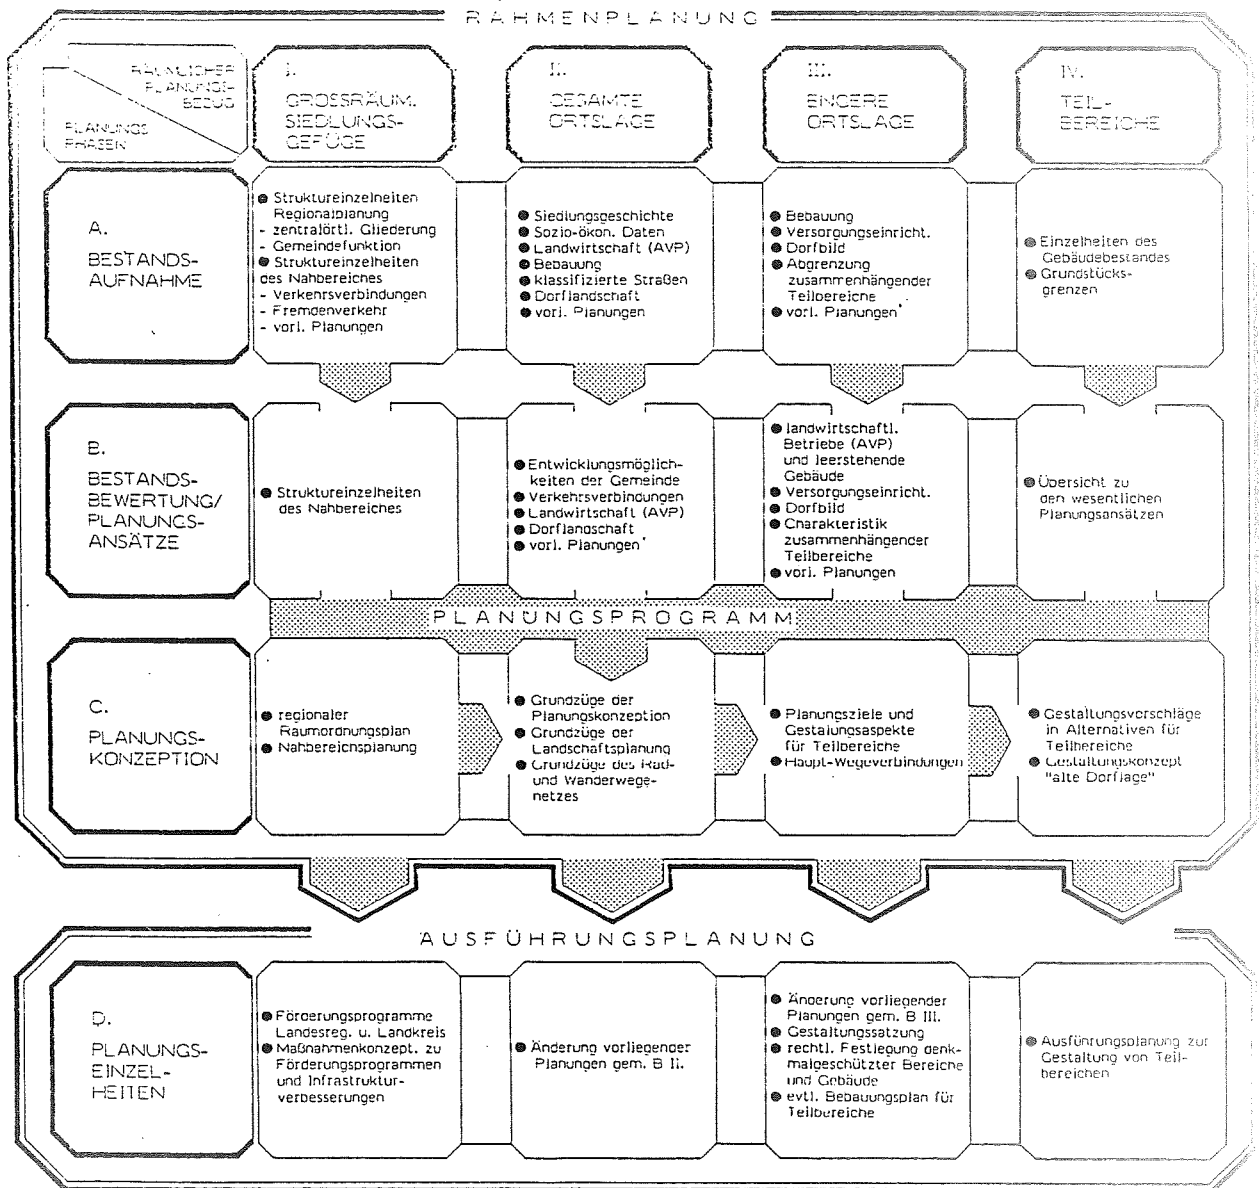 RAHMENPLANUNG
RÄUMLICHER
PLANUNGS-
BEZUG
PLANUNGS
PHASEN
I.
GROSSRÄUM.
SIEDLUNGS-
GEFÜGE
II.
GESAMTE
ORTSLAGE
III.
ENGERE
ORTSLAGE
IV.
TEIL-
BEREICHE
A.
BESTANDS-
AUFNAHME
● Struktureinzelheiten
Regionalplanung
- zentralörtl. Gliederung
- Gemeindefunktion
● Struktureinzelheiten
des Nahbereiches
- Verkehrsverbindungen
- Fremdenverkehr
- vorl. Planungen
● Siedlungsgeschichte
● Sozio-ökon. Daten
● Landwirtschaft (AVP)
● Bebauung
● klassifizierte Straßen
● Dorflandschaft
● vorl. Planungen
● Bebauung
● Versorgungseinricht.
● Dorfbild
● Abgrenzung
zusammenhängender
Teilbereiche
● vorl. Planungen'
● Einzelheiten des
Gebäudebestandes
● Grundstücks-
grenzen
B.
BESTANDS-
BEWERTUNG/
PLANUNGS-
ANSÄTZE
● Struktureinzelheiten
des Nahbereiches
● Entwicklungsmöglich-
keiten der Gemeinde
● Verkehrsverbindungen
● Landwirtschaft (AVP)
● Dorflandschaft
● vorl. Planungen'
● landwirtschaftl.
Betriebe (AVP)
und leerstehende
Gebäude
● Versorgungseinricht.
● Dorfbild
● Charakteristik
zusammenhängender
Teilbereiche
● vorl. Planungen
● Übersicht zu
den wesentlichen
Planungsansätzen
PLANUNGSPROGRAMM
C.
PLANUNGS-
KONZEPTION
● regionaler
Raumordnungsplan
● Nahbereichsplanung
● Grundzüge der
Planungskonzeption
● Grundzüge der
Landschaftsplanung
● Grundzüge des Rad-
und Wanderwege-
netzes
● Planungsziele und
Gestalungsaspekte
für Teilbereiche
● Haupt-Wegeverbindungen
● Gestaltungsvorschläge
in Alternativen für
Teilbereiche
● Gestaltungskonzept
"alte Dorflage"
AUSFÜHRUNGSPLANUNG
D.
PLANUNGS-
EINZEL-
HEITEN
● Förderungsprogramme
Landesreg. u. Landkreis
● Maßnahmenkonzept. zu
Förderungsprogrammen
und Infrastruktur-
verbesserungen
● Änderung vorliegender
Planungen gem. B II.
● Änderung vorliegender
Planungen gem. B III.
● Gestaltungssatzung
● rechtl. Festlegung denk-
malgeschützter Bereiche
und Gebäude
● evtl. Bebauungsplan für
Teilbereiche
● Ausführungsplanung zur
Gestaltung von Teil-
bereichen